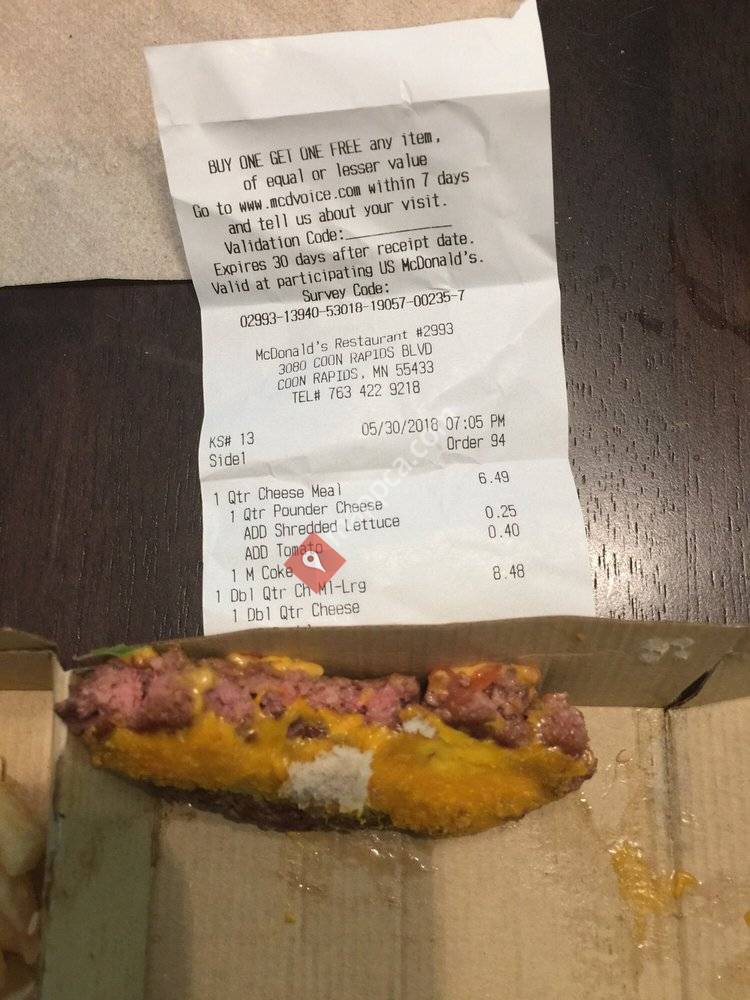 BUY ONE GET ONE FREE any item,
of equal or lesser value
Go to www.mcdvoice.com within 7 days
and tell us about your visit.
Validation Code:
Expires 30 days after receipt date.
Valid at participating US McDonald's.
Survey Code:
02993-13940-53018-19057-00235-7
McDonald's Restaurant #2993
3080 COON RAPIDS BLVD
COON RAPIDS, MN 55433
TEL# 763 422 9218
KS# 13 05/30/2018 07:05 PM
Side1 Order 94
1 Qtr Cheese Meal 6.49
1 Qtr Pounder Cheese
ADD Shredded Lettuce 0.25
ADD Tomato 0.40
1 M Coke
1 Dbl Qtr Ch Ml-Lrg 8.48
1 Dbl Qtr Cheese